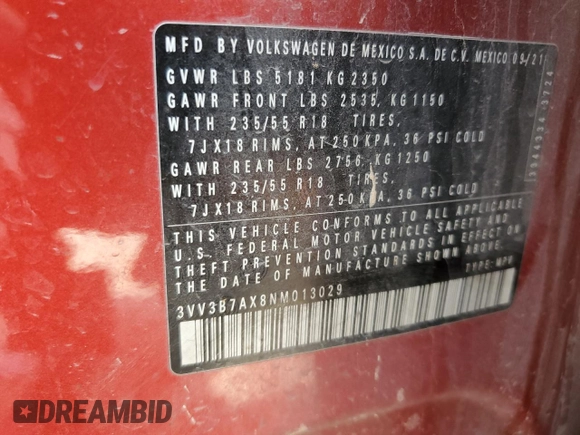 MFD BY VOLKSWAGEN DE MEXICO S.A. DE C.V. MEXICO 09/21
GVWR LBS 5181 KG 2350
GAWR FRONT LBS 2535, KG 1150
WITH 235/55 R18 TIRES,
7JX18 RIMS, AT 250 KPA, 36 PSI COLD
GAWR REAR LBS 2756, KG 1250
WITH 235/55 R18 TIRES,
7JX18 RIMS, AT 250 KPA, 36 PSI COLD
THIS VEHICLE CONFORMS TO ALL APPLICABLE
U.S. FEDERAL MOTOR VEHICLE SAFETY AND
THEFT PREVENTION STANDARDS IN EFFECT ON
THE DATE OF MANUFACTURE SHOWN ABOVE.
3VV3B7AX8NM013029
TYPE: MPV
DREAMBID